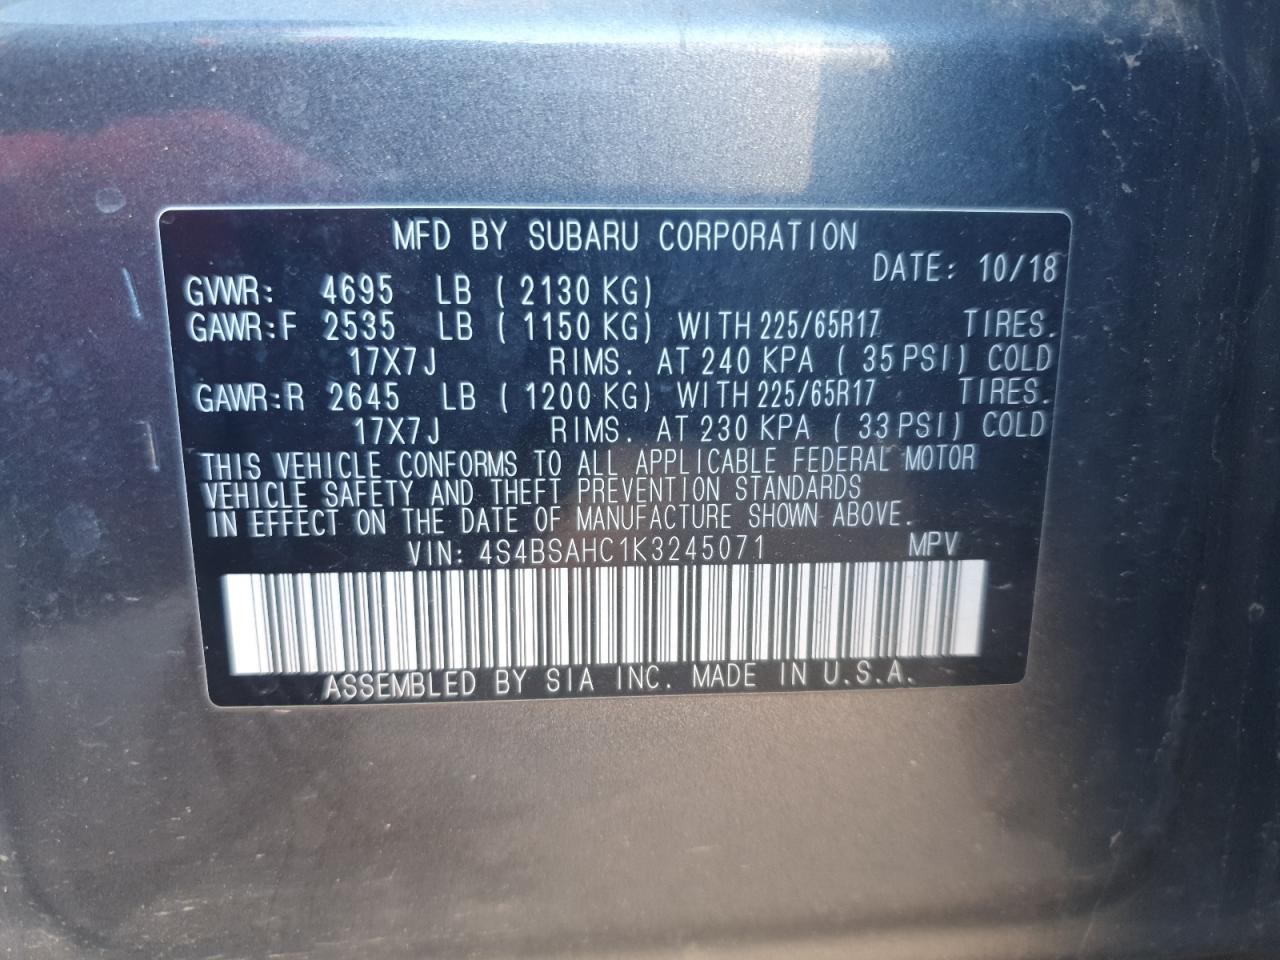 MFD BY SUBARU CORPORATION
DATE: 10/18
GVWR: 4695 LB ( 2130 KG)
GAWR:F 2535 LB ( 1150 KG) WITH 225/65R17 TIRES.
17X7J RIMS. AT 240 KPA ( 35 PSI) COLD
GAWR:R 2645 LB ( 1200 KG) WITH 225/65R17 TIRES.
17X7J RIMS. AT 230 KPA ( 33 PSI) COLD
THIS VEHICLE CONFORMS TO ALL APPLICABLE FEDERAL MOTOR
VEHICLE SAFETY AND THEFT PREVENTION STANDARDS
IN EFFECT ON THE DATE OF MANUFACTURE SHOWN ABOVE.
VIN: 4S4BSAHC1K3245071 MPV
ASSEMBLED BY SIA INC. MADE IN U.S.A.